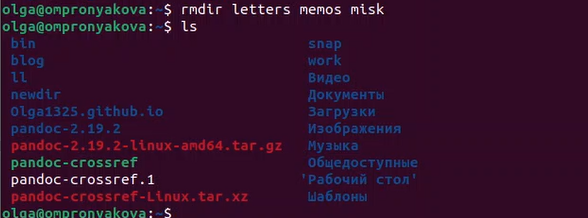 olga@ompronyakova:~$ rmdir letters memos misk
olga@ompronyakova:~$ ls
bin snap
blog work
ll Видео
newdir Документы
Olga1325.github.io Загрузки
pandoc-2.19.2 Изображения
pandoc-2.19.2-linux-amd64.tar.gz Музыка
pandoc-crossref Общедоступные
pandoc-crossref.1 'Рабочий стол'
pandoc-crossref-Linux.tar.xz Шаблоны
olga@ompronyakova:~$